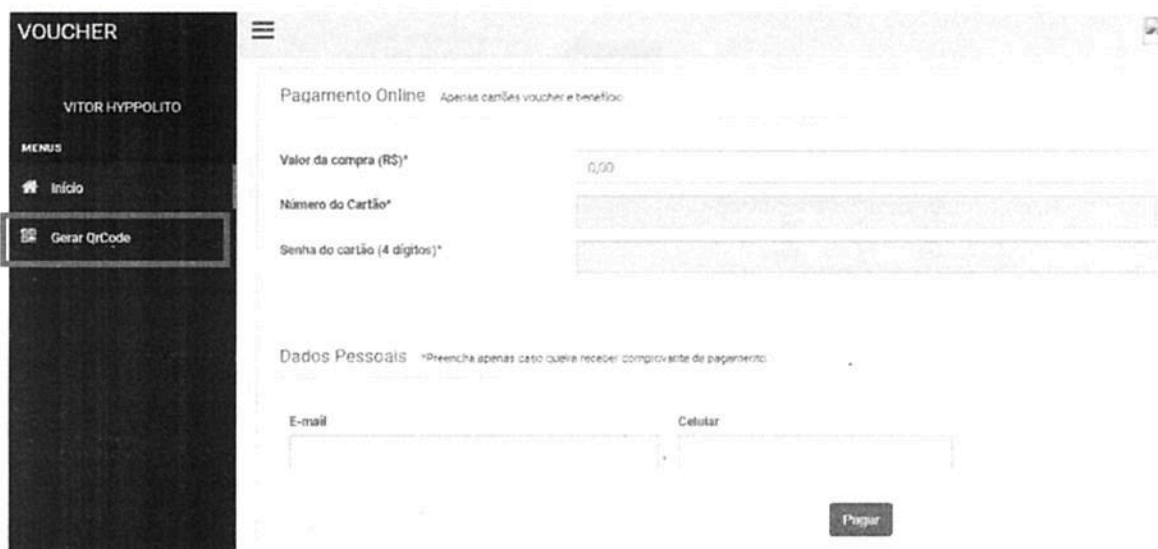 VOUCHER
VITOR HYPPOLITO
MENUS
Início
Gerar QrCode
Pagamento Online Apenas cartões voucher e benefício
Valor da compra (R$)*
0,00
Número do Cartão*
Senha do cartão (4 dígitos)*
Dados Pessoais *Preencha apenas caso queira receber comprovante de pagamento
E-mail
Celular
Pagar